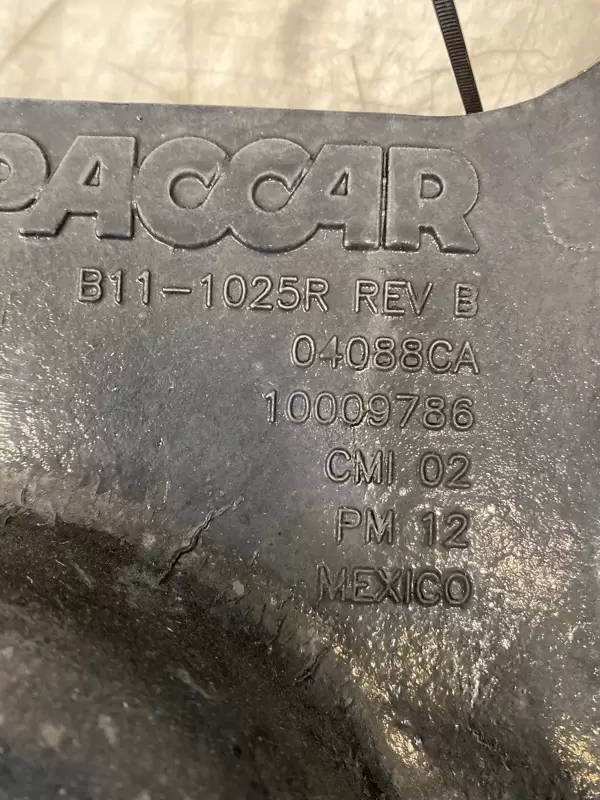 PACCAR
B11-1025R REV B
04088CA
10009786
CMI 02
PM 12
MEXICO